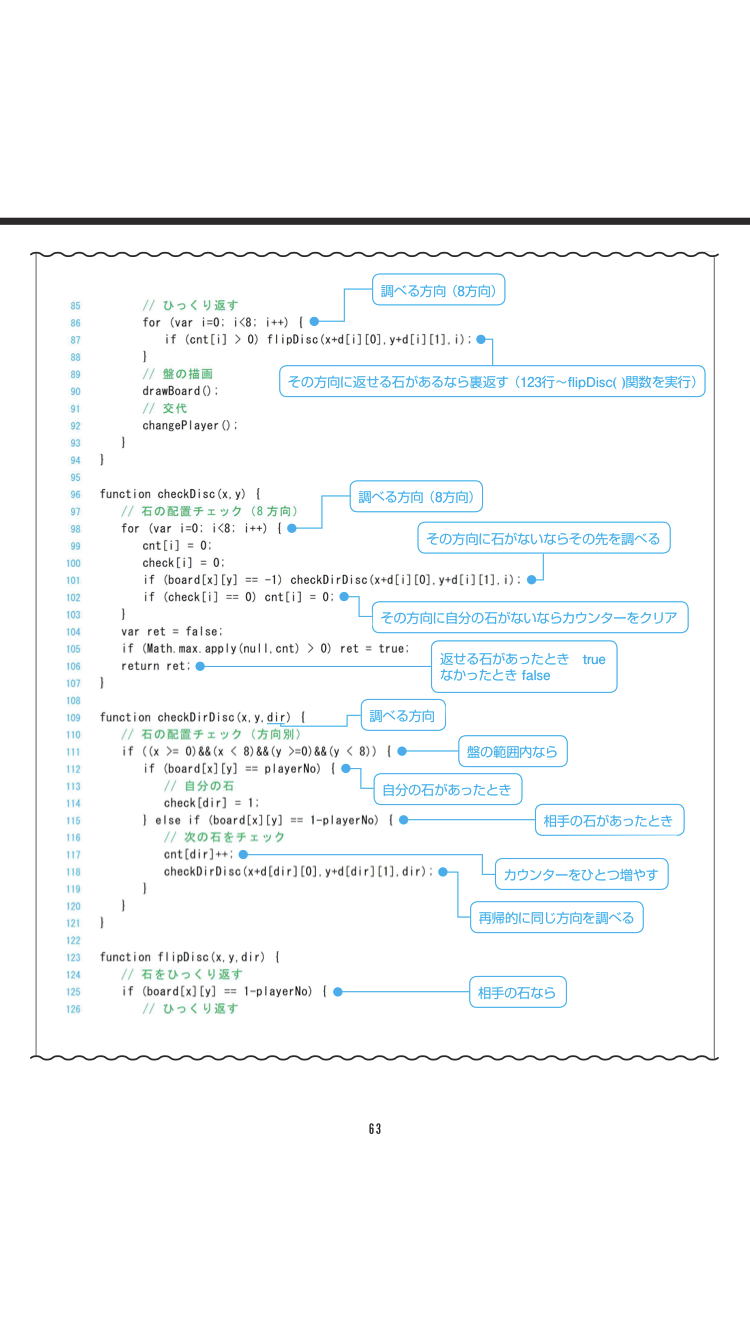 調べる方向（8方向）
85 // ひっくり返す
86 for (var i=0; i<8; i++) {
87 if (cnt[i] > 0) flipDisc(x+d[i][0],y+d[i][1],i);
88 }
その方向に返せる石があるなら裏返す（123行～flipDisc( )関数を実行）
89 // 盤の描画
90 drawBoard();
91 // 交代
92 changePlayer();
93 }
94 }
95
96 function checkDisc(x,y) {
調べる方向（8方向）
97 // 石の配置チェック（8方向）
98 for (var i=0; i<8; i++) {
その方向に石がないならその先を調べる
99 cnt[i] = 0;
100 check[i] = 0;
101 if (board[x][y] == -1) checkDirDisc(x+d[i][0],y+d[i][1],i);
102 if (check[i] == 0) cnt[i] = 0;
その方向に自分の石がないならカウンターをクリア
103 }
104 var ret = false;
105 if (Math.max.apply(null,cnt) > 0) ret = true;
106 return ret;
返せる石があったとき　true
なかったとき false
107 }
108
109 function checkDirDisc(x,y,dir) {
調べる方向
110 // 石の配置チェック（方向別）
111 if ((x >= 0)&&(x < 8)&&(y >=0)&&(y < 8)) {
盤の範囲内なら
112 if (board[x][y] == playerNo) {
自分の石があったとき
113 // 自分の石
114 check[dir] = 1;
115 } else if (board[x][y] == 1-playerNo) {
相手の石があったとき
116 // 次の石をチェック
117 cnt[dir]++;
カウンターをひとつ増やす
118 checkDirDisc(x+d[dir][0],y+d[dir][1],dir);
119 }
再帰的に同じ方向を調べる
120 }
121 }
122
123 function flipDisc(x,y,dir) {
124 // 石をひっくり返す
125 if (board[x][y] == 1-playerNo) {
相手の石なら
126 // ひっくり返す
63